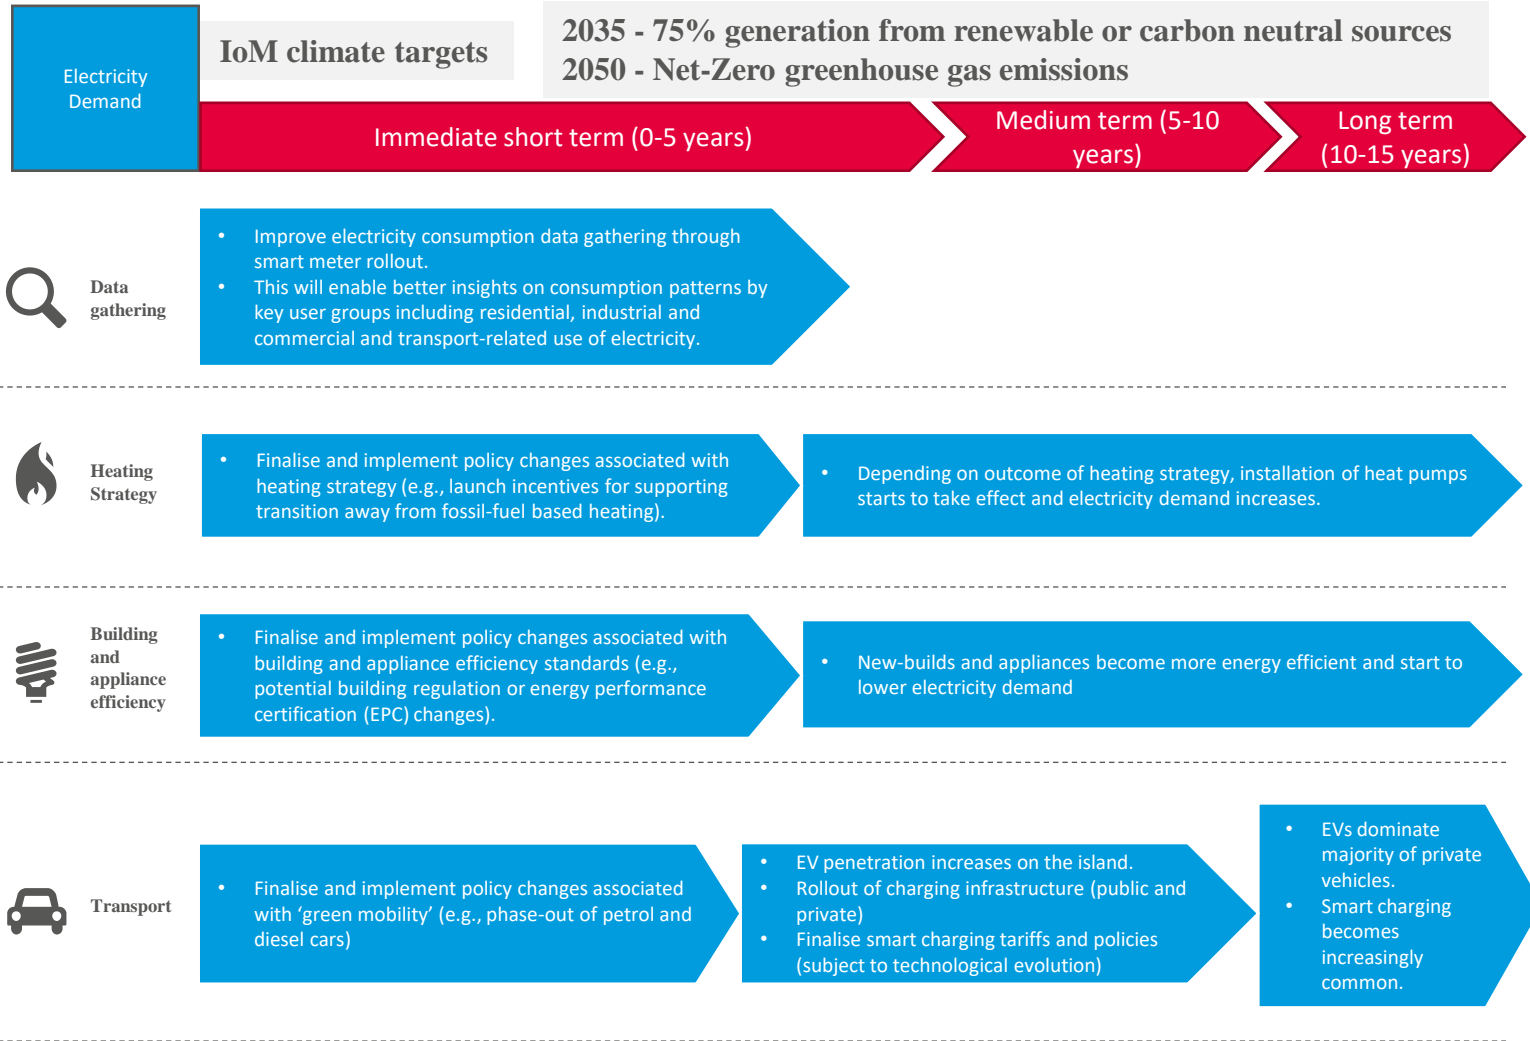 Electricity
Demand
IoM climate targets
2035 - 75% generation from renewable or carbon neutral sources
2050 - Net-Zero greenhouse gas emissions
Immediate short term (0-5 years)
Medium term (5-10
years)
Long term
(10-15 years)
Data
gathering
• Improve electricity consumption data gathering through
smart meter rollout.
• This will enable better insights on consumption patterns by
key user groups including residential, industrial and
commercial and transport-related use of electricity.
Heating
Strategy
• Finalise and implement policy changes associated with
heating strategy (e.g., launch incentives for supporting
transition away from fossil-fuel based heating).
• Depending on outcome of heating strategy, installation of heat pumps
starts to take effect and electricity demand increases.
Building
and
appliance
efficiency
• Finalise and implement policy changes associated with
building and appliance efficiency standards (e.g.,
potential building regulation or energy performance
certification (EPC) changes).
• New-builds and appliances become more energy efficient and start to
lower electricity demand
Transport
• Finalise and implement policy changes associated
with ‘green mobility’ (e.g., phase-out of petrol and
diesel cars)
• EV penetration increases on the island.
• Rollout of charging infrastructure (public and
private)
• Finalise smart charging tariffs and policies
(subject to technological evolution)
• EVs dominate
majority of private
vehicles.
• Smart charging
becomes
increasingly
common.